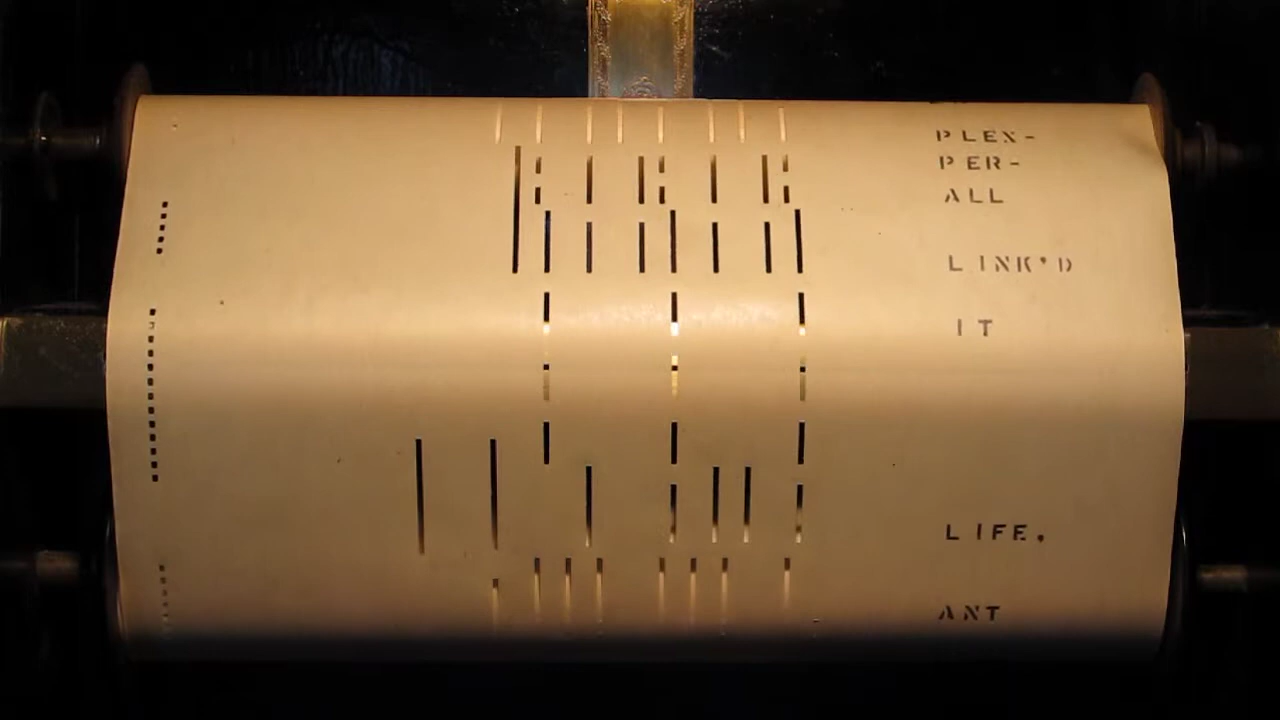 PLEX-
PER-
ALL
LINK'D
IT
LIFE.
ANT